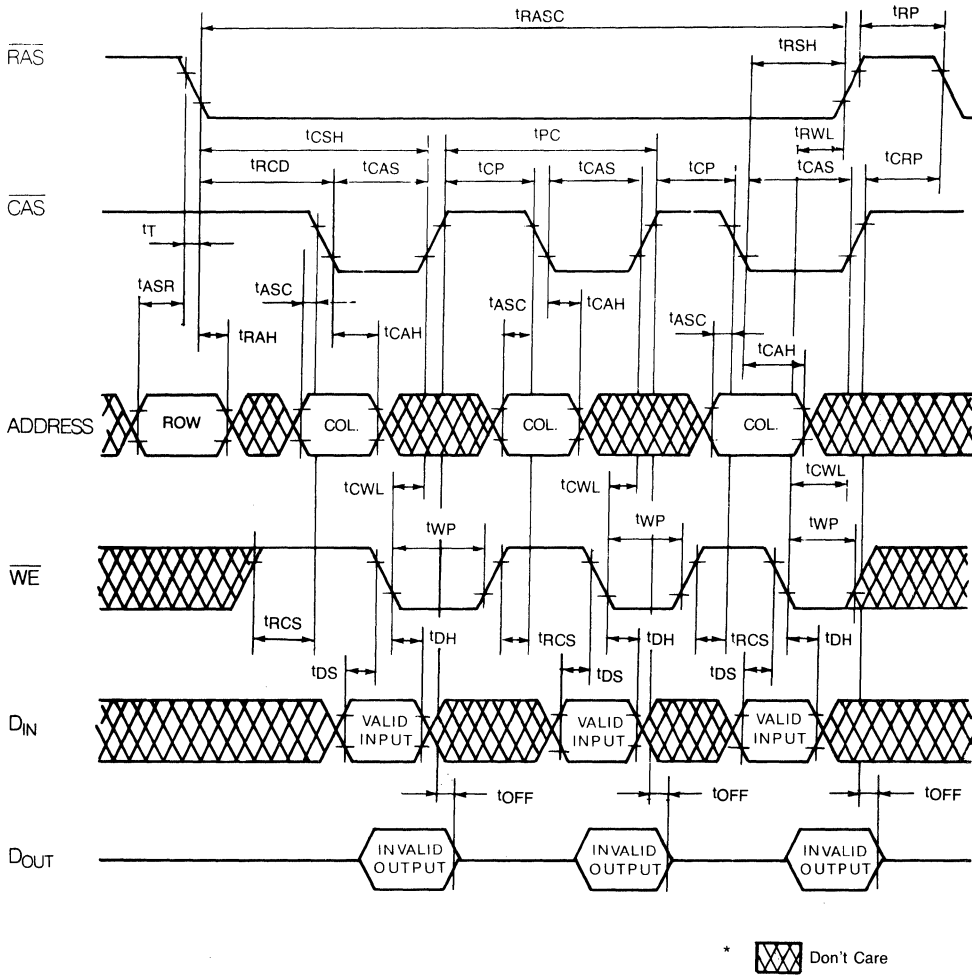 tRASC tRP
RAS tRSH
tCSH tPC tRWL
tRCD tCAS tCP tCAS tCP tCAS tCRP
CAS
tT
tASR tASC tASC tCAH tASC
tRAH tCAH tCAH
ADDRESS ROW COL. COL. COL.
tCWL tCWL tCWL
tWP tWP tWP
WE
tRCS tDH tRCS tDH tRCS tDH
tDS tDS tDS
DIN VALID INPUT VALID INPUT VALID INPUT
tOFF tOFF tOFF
DOUT INVALID OUTPUT INVALID OUTPUT INVALID OUTPUT
* Don't Care